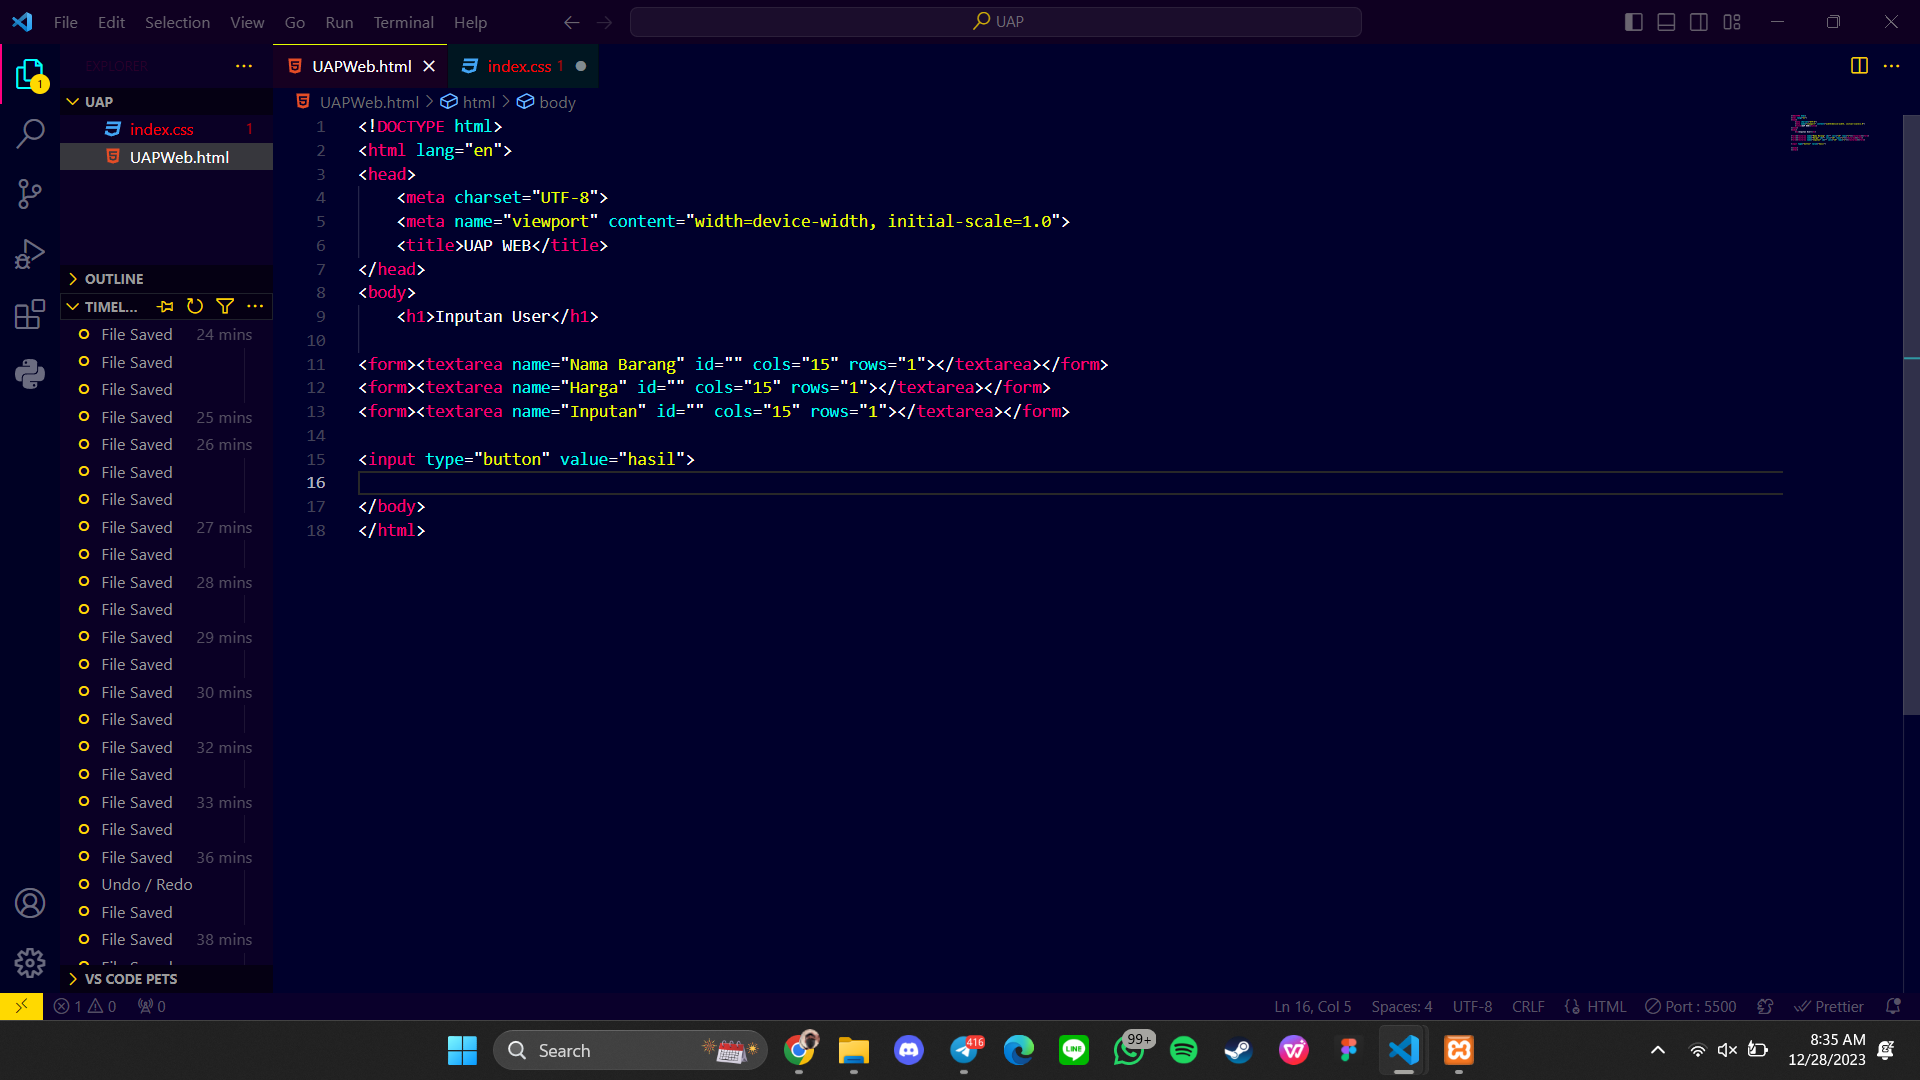 File Edit Selection View Go Run Terminal Help
UAP
EXPLORER
UAPWeb.html
index.css 1
UAP
index.css 1
UAPWeb.html
OUTLINE
TIMEL...
File Saved 24 mins
File Saved
File Saved
File Saved 25 mins
File Saved 26 mins
File Saved
File Saved
File Saved 27 mins
File Saved
File Saved 28 mins
File Saved
File Saved 29 mins
File Saved
File Saved 30 mins
File Saved
File Saved 32 mins
File Saved
File Saved 33 mins
File Saved
File Saved 36 mins
Undo / Redo
File Saved
File Saved 38 mins
VS CODE PETS
UAPWeb.html > html > body
1 <!DOCTYPE html>
2 <html lang="en">
3 <head>
4 <meta charset="UTF-8">
5 <meta name="viewport" content="width=device-width, initial-scale=1.0">
6 <title>UAP WEB</title>
7 </head>
8 <body>
9 <h1>Inputan User</h1>
10
11 <form><textarea name="Nama Barang" id="" cols="15" rows="1"></textarea></form>
12 <form><textarea name="Harga" id="" cols="15" rows="1"></textarea></form>
13 <form><textarea name="Inputan" id="" cols="15" rows="1"></textarea></form>
14
15 <input type="button" value="hasil">
16
17 </body>
18 </html>
1 0 0
Ln 16, Col 5 Spaces: 4 UTF-8 CRLF HTML Port : 5500 Prettier
Search
416
LINE
99+
8:35 AM
12/28/2023